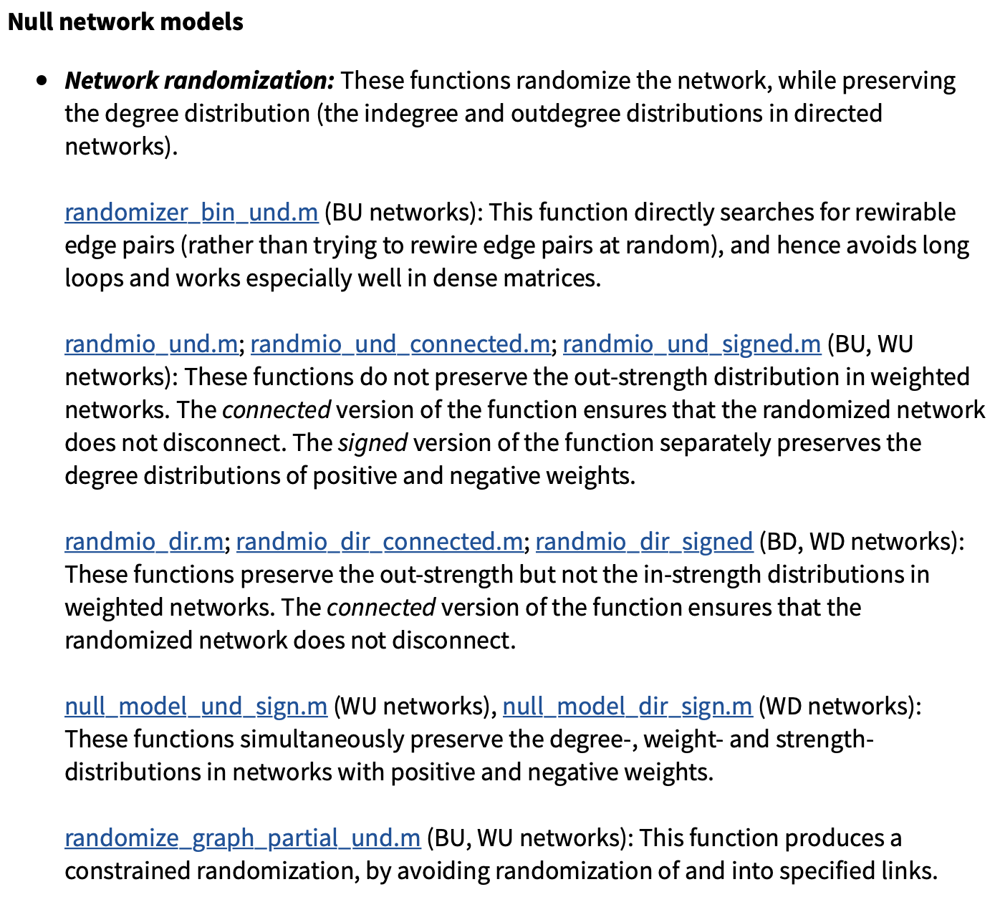 Null network models
• Network randomization: These functions randomize the network, while preserving
the degree distribution (the indegree and outdegree distributions in directed
networks).
randomizer_bin_und.m (BU networks): This function directly searches for rewirable
edge pairs (rather than trying to rewire edge pairs at random), and hence avoids long
loops and works especially well in dense matrices.
randmio_und.m; randmio_und_connected.m; randmio_und_signed.m (BU, WU
networks): These functions do not preserve the out-strength distribution in weighted
networks. The connected version of the function ensures that the randomized network
does not disconnect. The signed version of the function separately preserves the
degree distributions of positive and negative weights.
randmio_dir.m; randmio_dir_connected.m; randmio_dir_signed (BD, WD networks):
These functions preserve the out-strength but not the in-strength distributions in
weighted networks. The connected version of the function ensures that the
randomized network does not disconnect.
null_model_und_sign.m (WU networks), null_model_dir_sign.m (WD networks):
These functions simultaneously preserve the degree-, weight- and strength-
distributions in networks with positive and negative weights.
randomize_graph_partial_und.m (BU, WU networks): This function produces a
constrained randomization, by avoiding randomization of and into specified links.